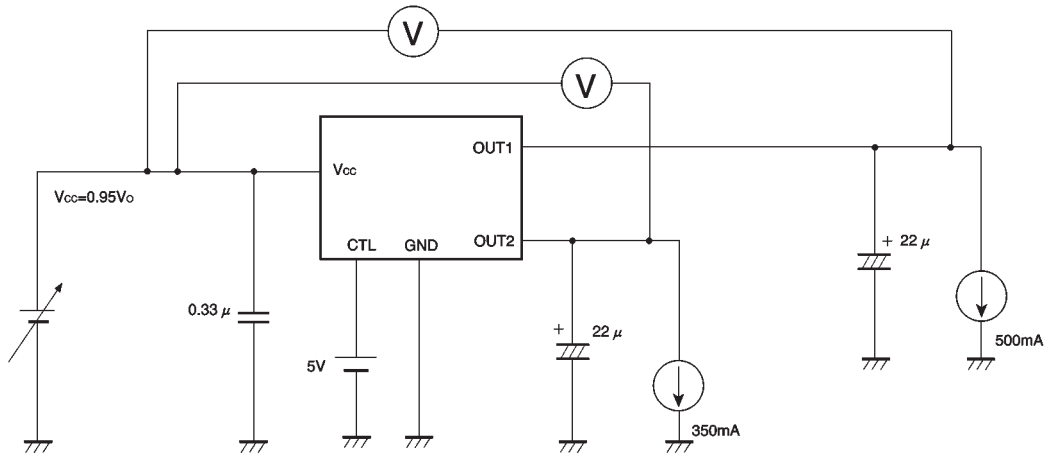 V
V
OUT1
Vcc
Vcc=0.95Vo
CTL
GND
OUT2
+
22 μ
0.33 μ
+
22 μ
5V
500mA
350mA